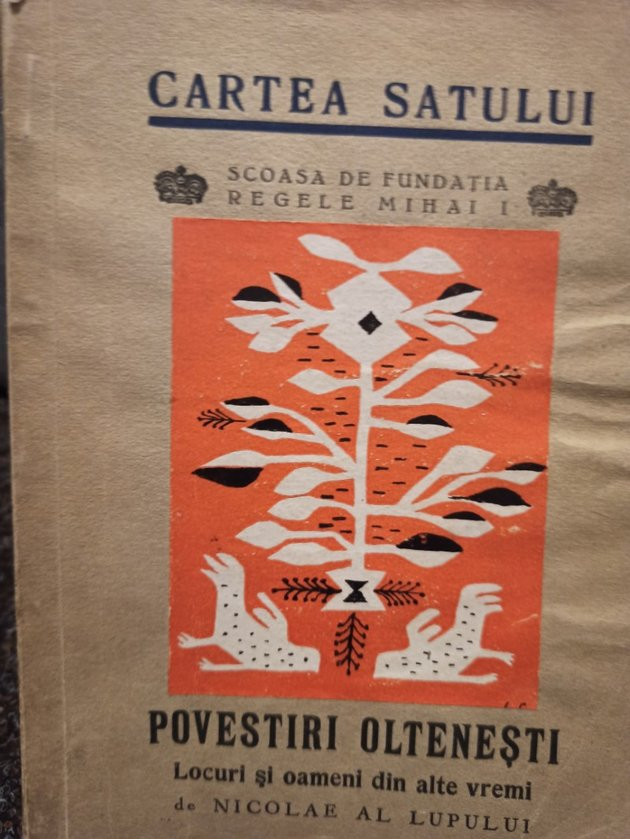 CARTEA SATULUI
SCOASA DE FUNDAȚIA
REGELE MIHAI I
POVESTIRI OLTENEȘTI
Locuri și oameni din alte vremi
de NICOLAE AL LUPULUI